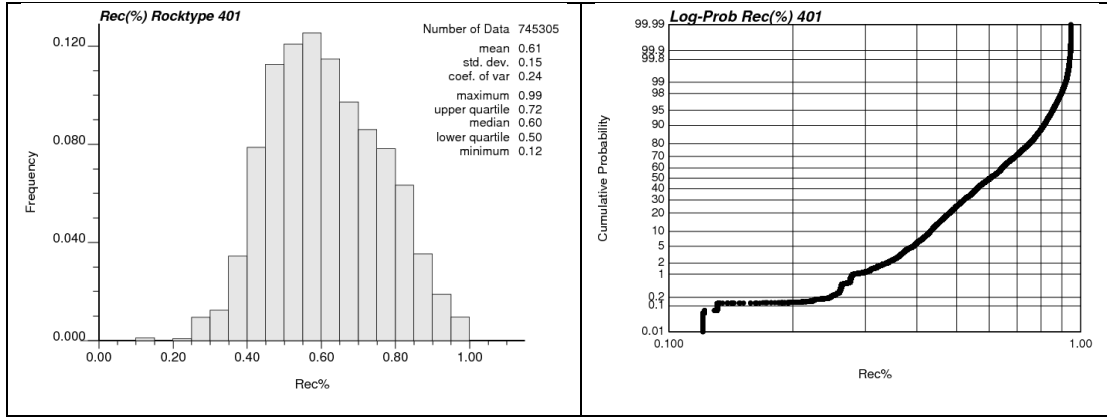 Rec(%) Rocktype 401
Number of Data 745305
mean 0.61
std. dev. 0.15
coef. of var 0.24
maximum 0.99
upper quartile 0.72
median 0.60
lower quartile 0.50
minimum 0.12
Frequency
0.120
0.080
0.040
0.000
0.00 0.20 0.40 0.60 0.80 1.00
Rec%
Log-Prob Rec(%) 401
Cumulative Probability
99.99
99.9
99.8
99
98
95
90
80
70
60
50
40
30
20
10
5
2
1
0.2
0.1
0.01
0.100 1.00
Rec%